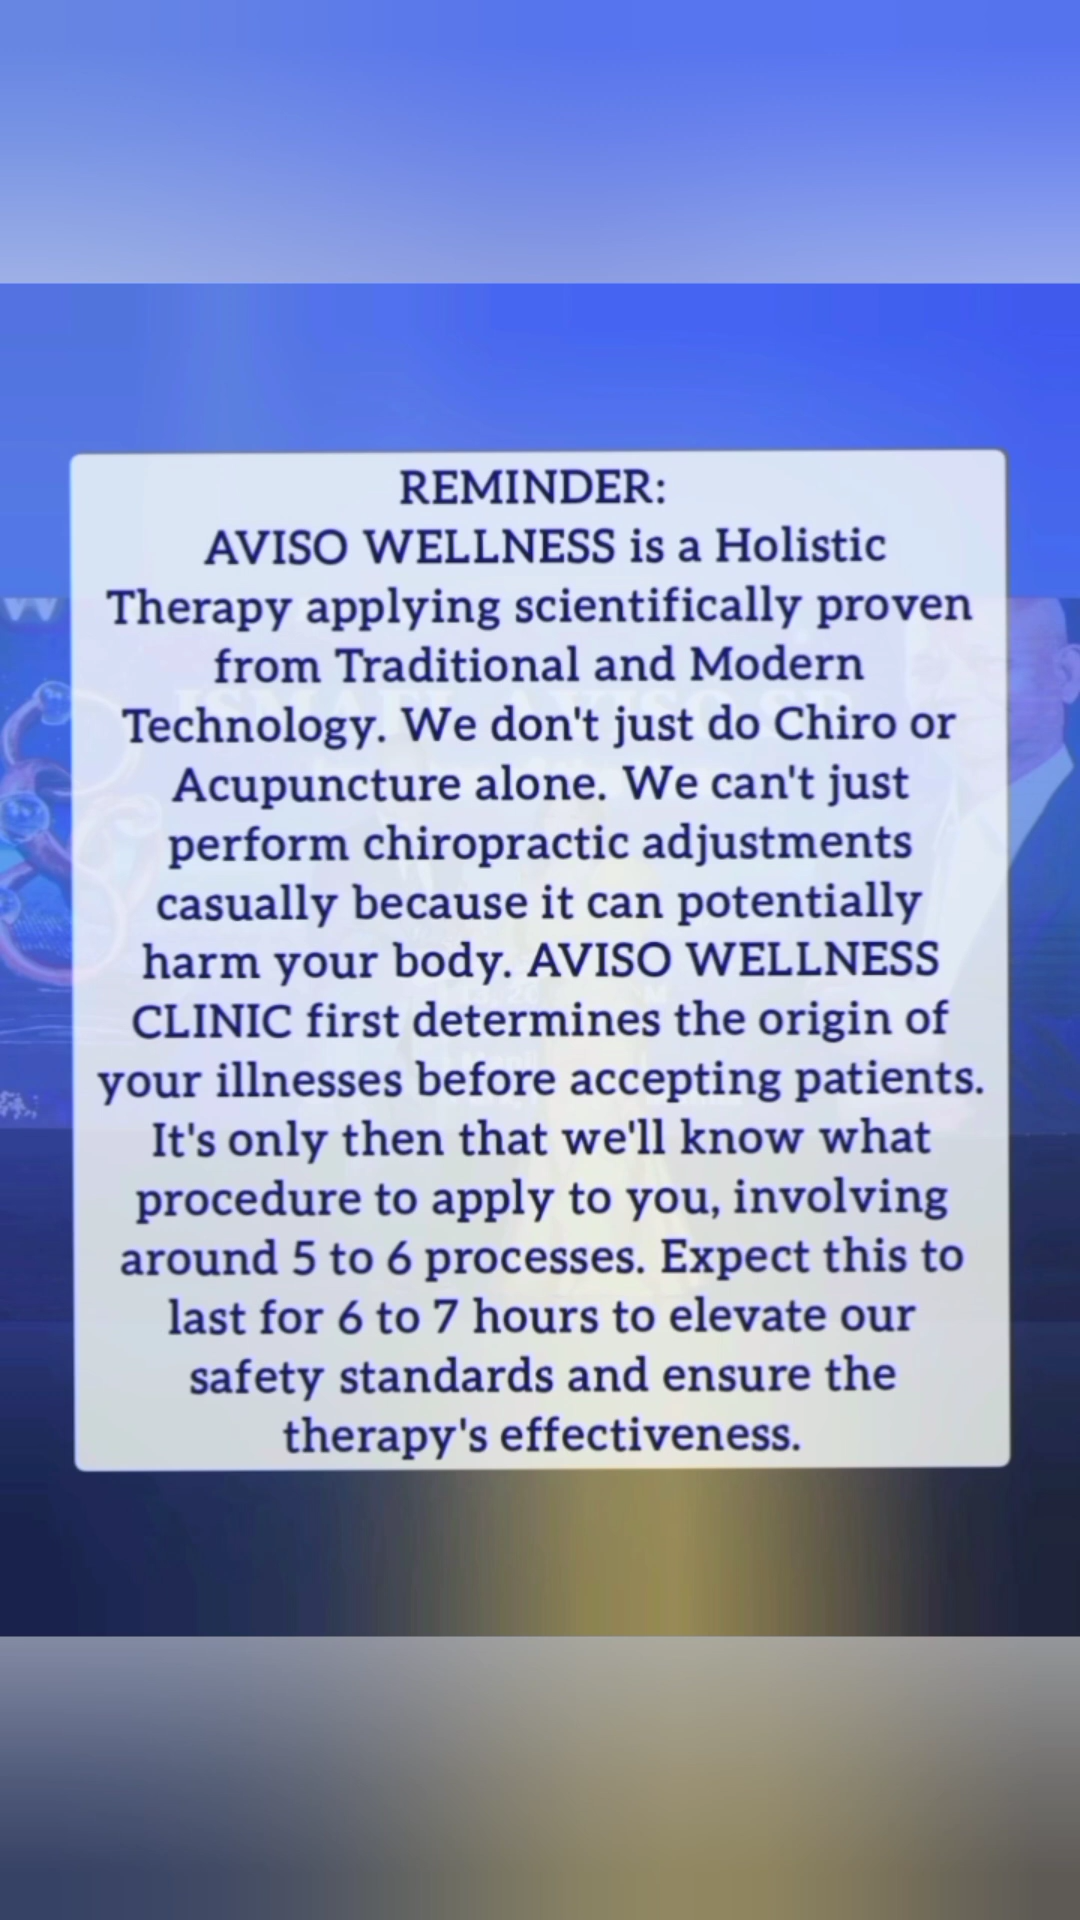 REMINDER:
AVISO WELLNESS is a Holistic
Therapy applying scientifically proven
from Traditional and Modern
Technology. We don't just do Chiro or
Acupuncture alone. We can't just
perform chiropractic adjustments
casually because it can potentially
harm your body. AVISO WELLNESS
CLINIC first determines the origin of
your illnesses before accepting patients.
It's only then that we'll know what
procedure to apply to you, involving
around 5 to 6 processes. Expect this to
last for 6 to 7 hours to elevate our
safety standards and ensure the
therapy's effectiveness.